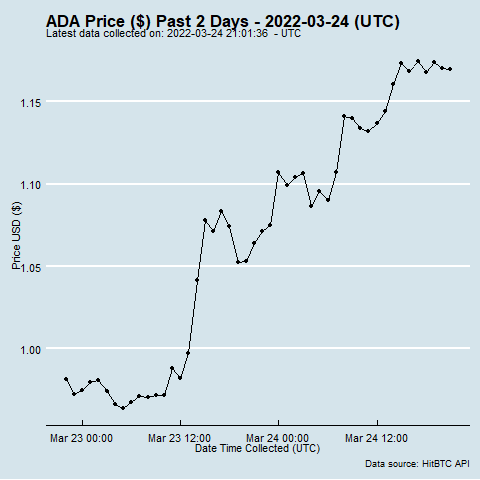 ADA Price ($) Past 2 Days - 2022-03-24 (UTC)
Latest data collected on: 2022-03-24 21:01:36 - UTC
1.15
1.10
1.05
1.00
Price USD ($)
Mar 23 00:00 Mar 23 12:00 Mar 24 00:00 Mar 24 12:00
Date Time Collected (UTC)
Data source: HitBTC API